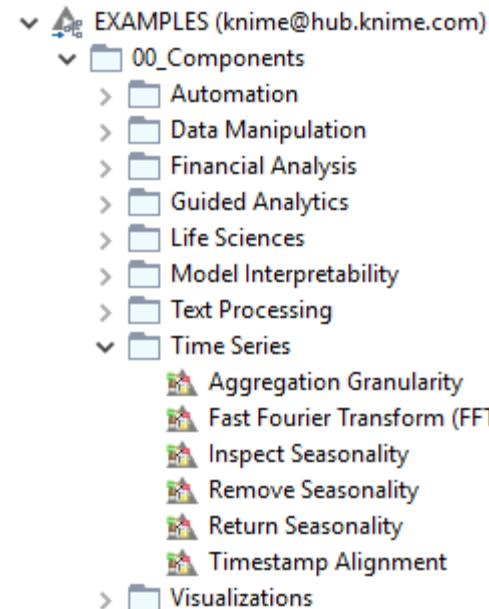 EXAMPLES (knime@hub.knime.com)
00_Components
Automation
Data Manipulation
Financial Analysis
Guided Analytics
Life Sciences
Model Interpretability
Text Processing
Time Series
Aggregation Granularity
Fast Fourier Transform (FFT
Inspect Seasonality
Remove Seasonality
Return Seasonality
Timestamp Alignment
Visualizations